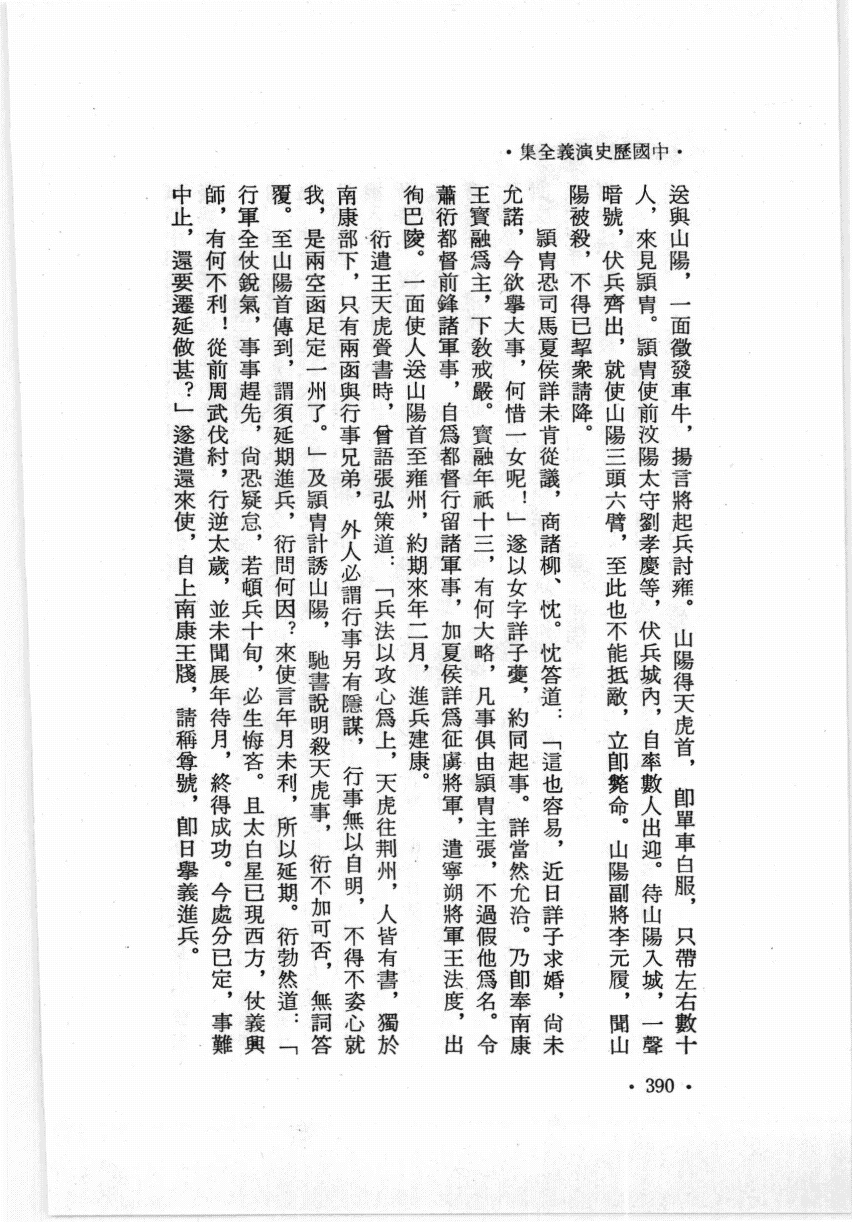 •中國歷史演義全集•
送與山陽，一面徵發車牛，揚言將起兵討雍。山陽得天虎首，卽單車白服，只帶左右數十
人，來見頴冑。頴冑使前汶陽太守劉孝慶等，伏兵城內，自率數人出迎。待山陽入城，一聲
暗號，伏兵齊出，就使山陽三頭六臂，至此也不能抵敵，立卽斃命。山陽副將李元履，聞山
陽被殺，不得已挈衆請降。
頴冑恐司馬夏侯詳未肯從議，商諸柳、忱。忱答道：「這也容易，近日詳子求婚，尙未
允諾，今欲擧大事，何惜一女呢！」遂以女字詳子夔，約同起事。詳當然允洽。乃卽奉南康
王寶融爲主，下敎戒嚴。寶融年祇十三，有何大略，凡事俱由頴冑主張，不過假他爲名。令
蕭衍都督前鋒諸軍事，自爲都督行留諸軍事，加夏侯詳爲征虜將軍，遣寧朔將軍王法度，出
徇巴陵。一面使人送山陽首至雍州，約期來年二月，進兵建康。
衍遣王天虎賫書時，曾語張弘策道：「兵法以攻心爲上，天虎往荆州，人皆有書，獨於
南康部下，只有兩函與行事兄弟，外人必謂行事另有隱謀，行事無以自明，不得不姿心就
我，是兩空函足定一州了。」及頴冑計誘山陽，馳書說明殺天虎事，衍不加可否，無詞答
覆。至山陽首傳到，謂須延期進兵，衍問何因？來使言年月未利，所以延期。衍勃然道：「
行軍全仗銳氣，事事趕先，尙恐疑怠，若頓兵十旬，必生悔吝。且太白星已現西方，仗義興
師，有何不利！從前周武伐紂，行逆太歲，並未聞展年待月，終得成功。今處分已定，事難
中止，還要遷延做甚？」遂遣還來使，自上南康王牋，請稱尊號，卽日擧義進兵。
•390•